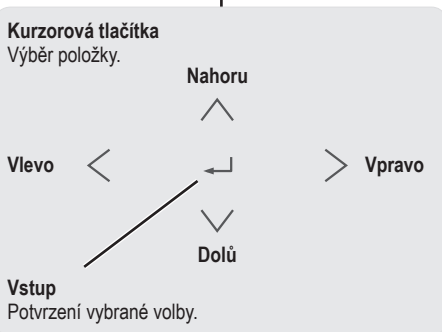 Kurzorová tlačítka
Výběr položky.
Nahoru
Vlevo
Vpravo
Dolů
Vstup
Potvrzení vybrané volby.